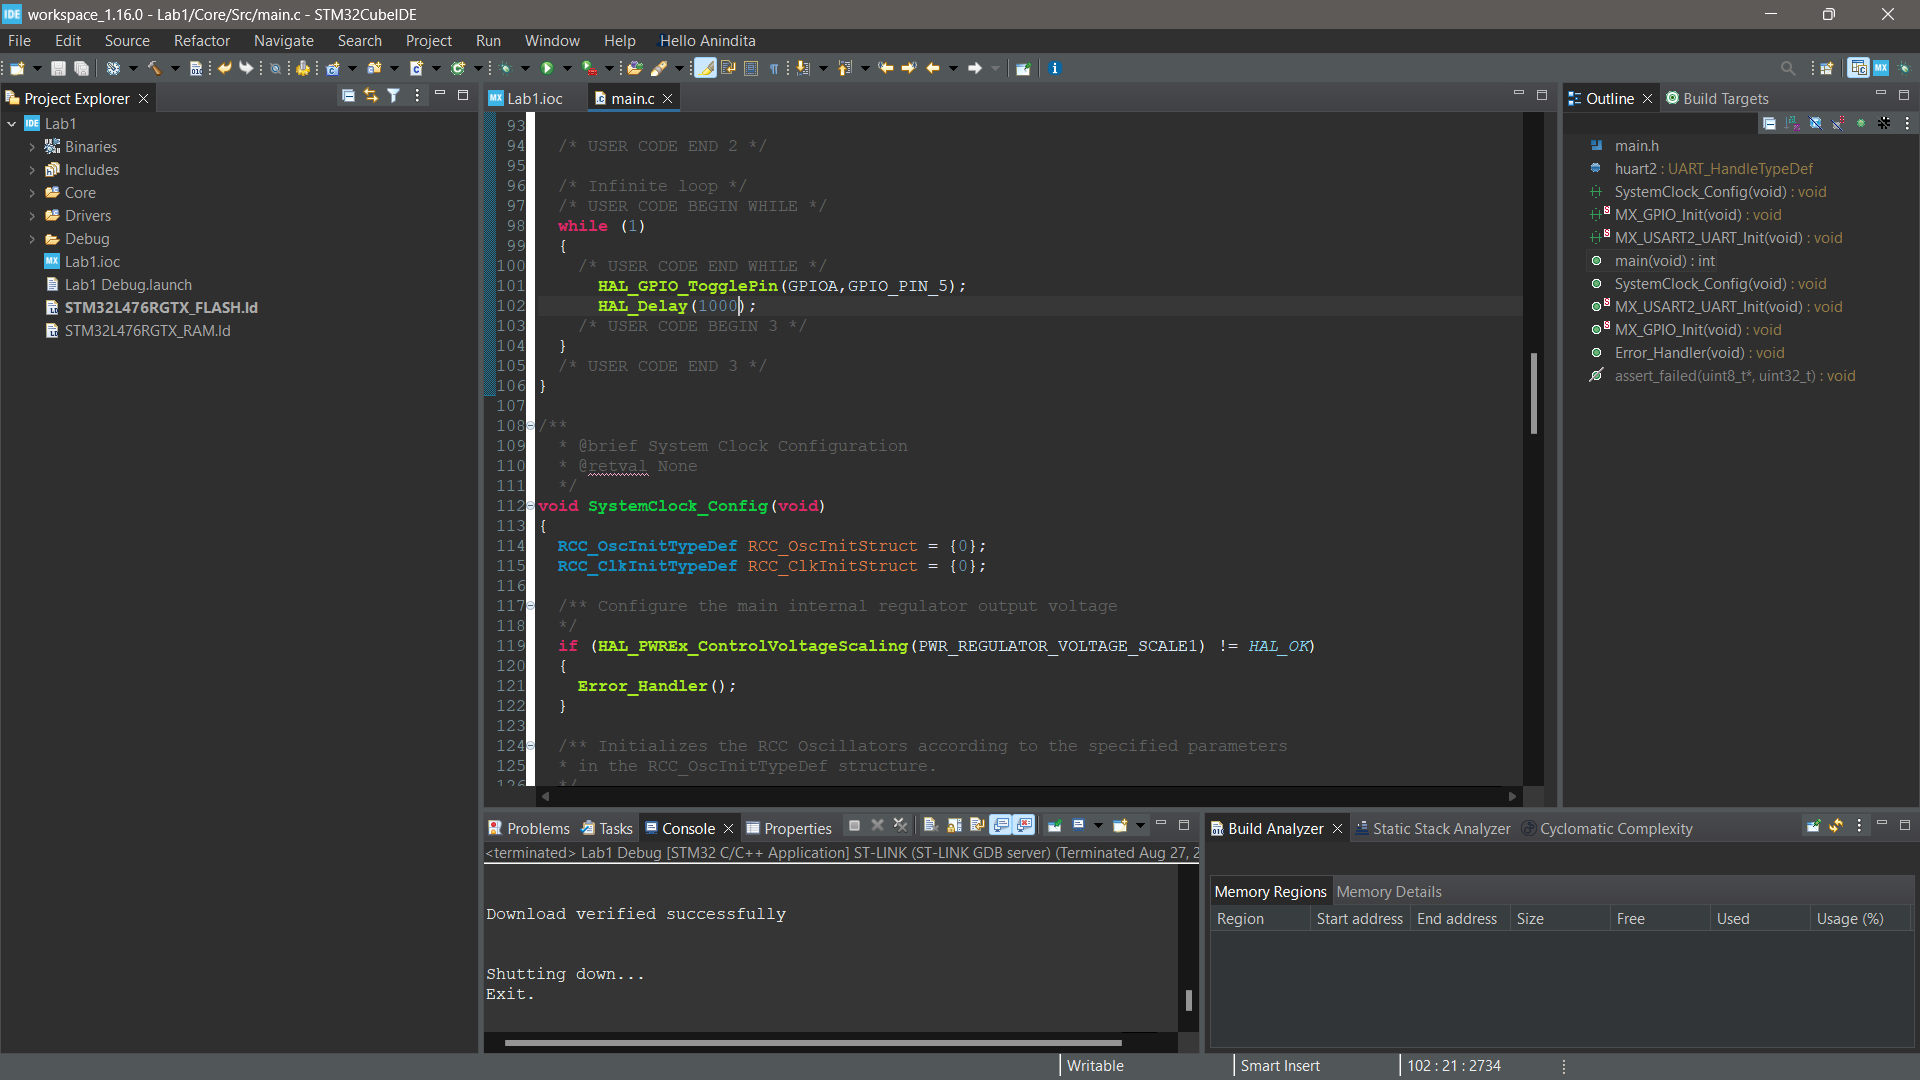 IDE workspace_1.16.0 - Lab1/Core/Src/main.c - STM32CubeIDE
File Edit Source Refactor Navigate Search Project Run Window Help Hello Anindita
Project Explorer
IDE Lab1
Binaries
Includes
Core
Drivers
Debug
MX Lab1.ioc
Lab1 Debug.launch
STM32L476RGTX_FLASH.ld
STM32L476RGTX_RAM.ld
MX Lab1.ioc main.c
93
94 /* USER CODE END 2 */
95
96 /* Infinite loop */
97 /* USER CODE BEGIN WHILE */
98 while (1)
99 {
100 /* USER CODE END WHILE */
101 HAL_GPIO_TogglePin(GPIOA,GPIO_PIN_5);
102 HAL_Delay(1000);
103 /* USER CODE BEGIN 3 */
104 }
105 /* USER CODE END 3 */
106 }
107
108 /**
109 * @brief System Clock Configuration
110 * @retval None
111 */
112 void SystemClock_Config(void)
113 {
114 RCC_OscInitTypeDef RCC_OscInitStruct = {0};
115 RCC_ClkInitTypeDef RCC_ClkInitStruct = {0};
116
117 /** Configure the main internal regulator output voltage
118 */
119 if (HAL_PWREx_ControlVoltageScaling(PWR_REGULATOR_VOLTAGE_SCALE1) != HAL_OK)
120 {
121 Error_Handler();
122 }
123
124 /** Initializes the RCC Oscillators according to the specified parameters
125 * in the RCC_OscInitTypeDef structure.
126 */
Outline Build Targets
main.h
huart2 : UART_HandleTypeDef
SystemClock_Config(void) : void
MX_GPIO_Init(void) : void
MX_USART2_UART_Init(void) : void
main(void) : int
SystemClock_Config(void) : void
MX_USART2_UART_Init(void) : void
MX_GPIO_Init(void) : void
Error_Handler(void) : void
assert_failed(uint8_t*, uint32_t) : void
Problems Tasks Console Properties
<terminated> Lab1 Debug [STM32 C/C++ Application] ST-LINK (ST-LINK GDB server) (Terminated Aug 27, 2
Download verified successfully
Shutting down...
Exit.
Build Analyzer Static Stack Analyzer Cyclomatic Complexity
Memory Regions Memory Details
Region Start address End address Size Free Used Usage (%)
Writable Smart Insert 102 : 21 : 2734